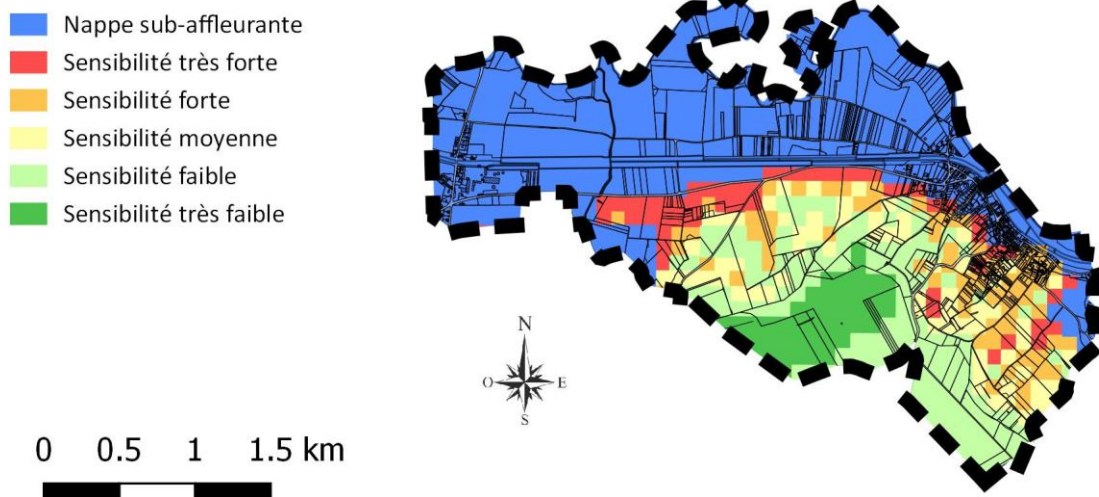 Nappe sub-affleurante
Sensibilité très forte
Sensibilité forte
Sensibilité moyenne
Sensibilité faible
Sensibilité très faible
N
O E
S
0 0.5 1 1.5 km